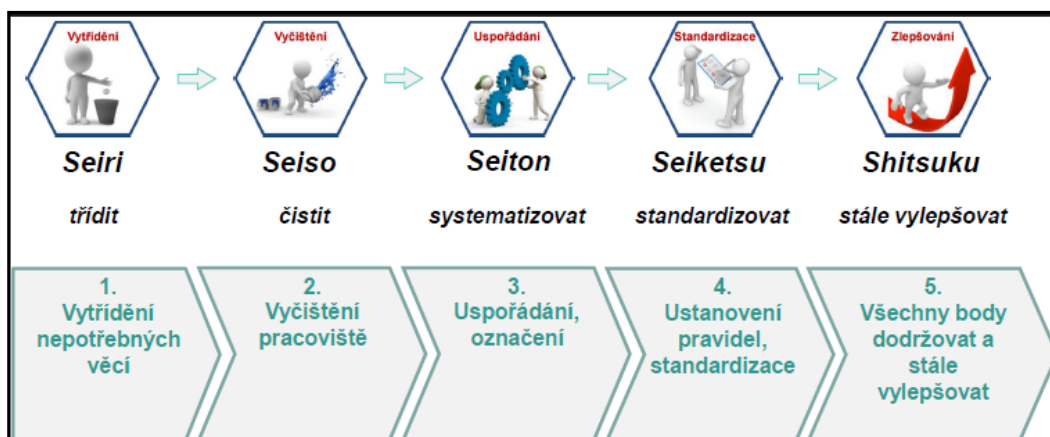 Vytřídění
Vyčištění
Uspořádání
Standardizace
Zlepšování
Seiri
Seiso
Seiton
Seiketsu
Shitsuku
třídit
čistit
systematizovat
standardizovat
stále vylepšovat
1.
Vytřídění
nepotřebných
věcí
2.
Vyčištění
pracoviště
3.
Uspořádání,
označení
4.
Ustanovení
pravidel,
standardizace
5.
Všechny body
dodržovat a
stále
vylepšovat